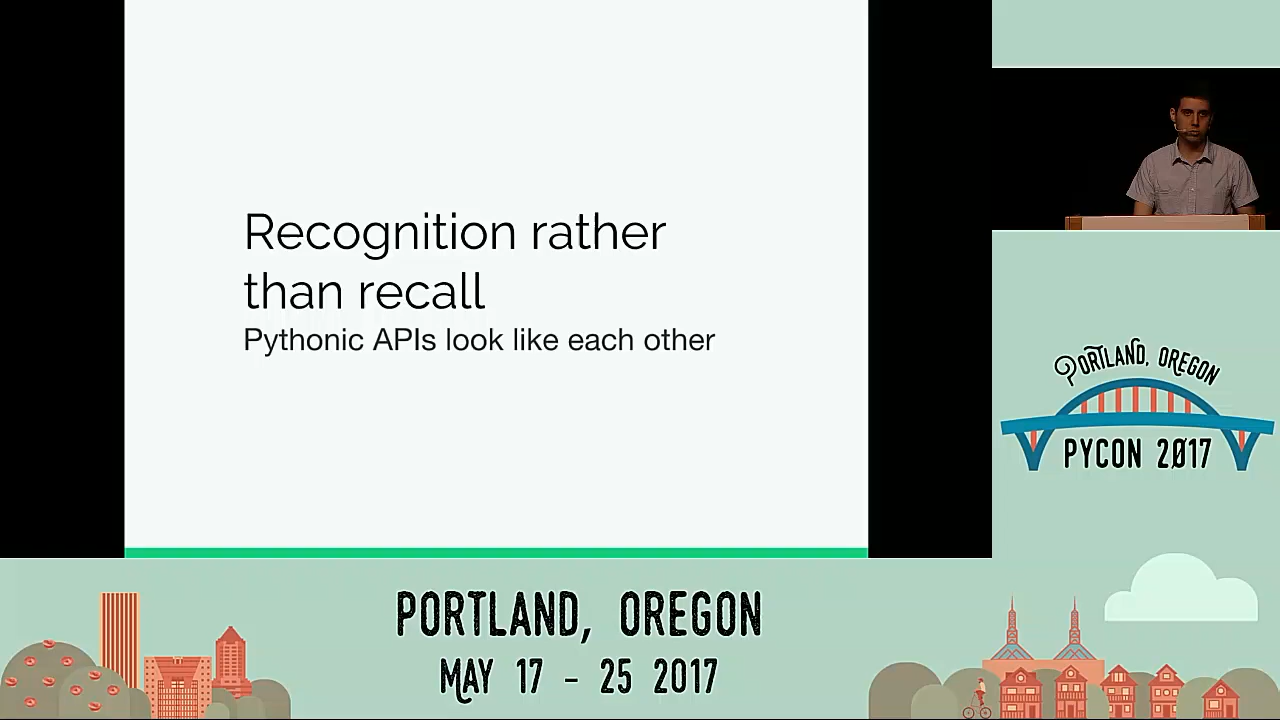 Recognition rather
than recall
Pythonic APIs look like each other
PORTLAND, OREGON
PYCON 2017
PORTLAND, OREGON
MAY 17 - 25 2017